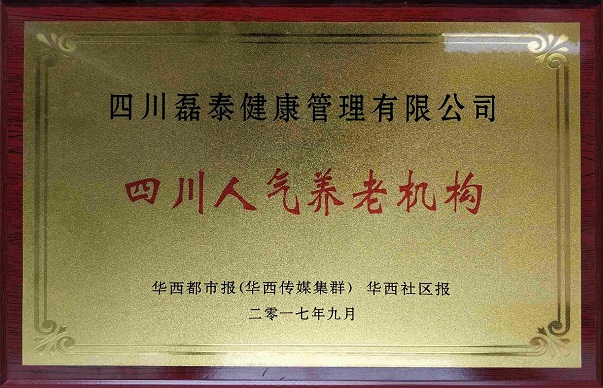 四川磊泰健康管理有限公司
四川人气养老机构
华西都市报(华西传媒集群) 华西社区报
二零一七年九月